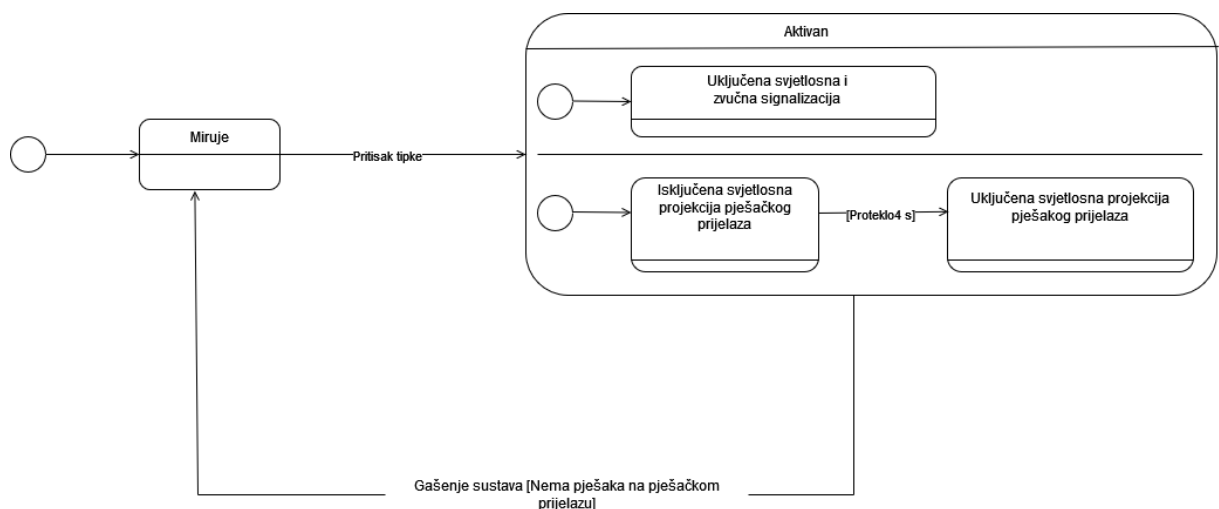 Aktivan
Uključena svjetlosna i
zvučna signalizacija
Miruje
Pritisak tipke
Isključena svjetlosna
projekcija pješačkog
prijelaza
[Proteklo4 s]
Uključena svjetlosna projekcija
pješakog prijelaza
Gašenje sustava [Nema pješaka na pješačkom
prijelazu]